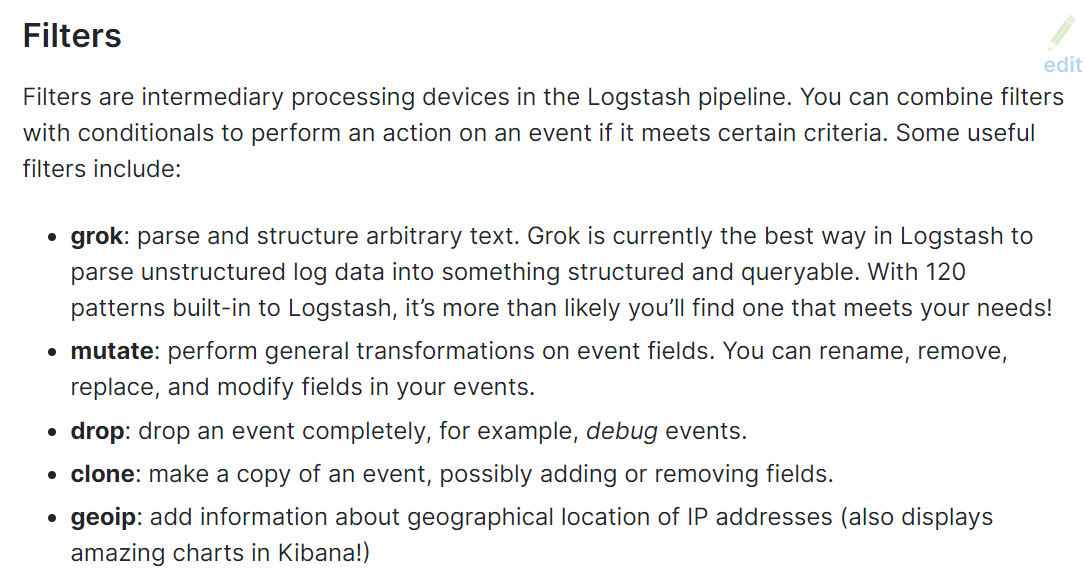 Filters
edit
Filters are intermediary processing devices in the Logstash pipeline. You can combine filters
with conditionals to perform an action on an event if it meets certain criteria. Some useful
filters include:
• grok: parse and structure arbitrary text. Grok is currently the best way in Logstash to
parse unstructured log data into something structured and queryable. With 120
patterns built-in to Logstash, it’s more than likely you’ll find one that meets your needs!
• mutate: perform general transformations on event fields. You can rename, remove,
replace, and modify fields in your events.
• drop: drop an event completely, for example, debug events.
• clone: make a copy of an event, possibly adding or removing fields.
• geoip: add information about geographical location of IP addresses (also displays
amazing charts in Kibana!)